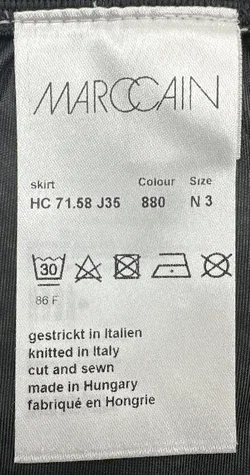 MARCCAIN
skirt Colour Size
HC 71.58 J35 880 N 3
30
86 F
gestrickt in Italien
knitted in Italy
cut and sewn
made in Hungary
fabriqué en Hongrie